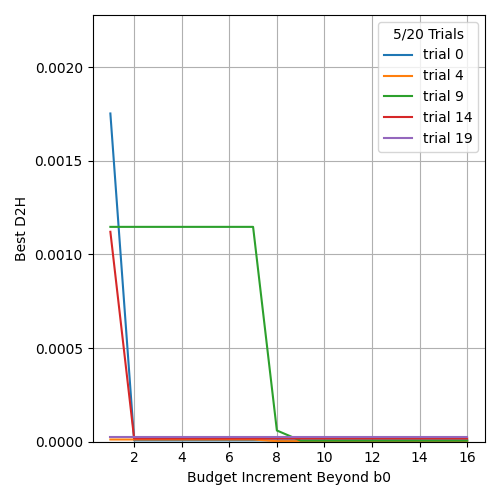 5/20 Trials
trial 0
trial 4
trial 9
trial 14
trial 19
Best D2H
0.0020
0.0015
0.0010
0.0005
0.0000
2 4 6 8 10 12 14 16
Budget Increment Beyond b0